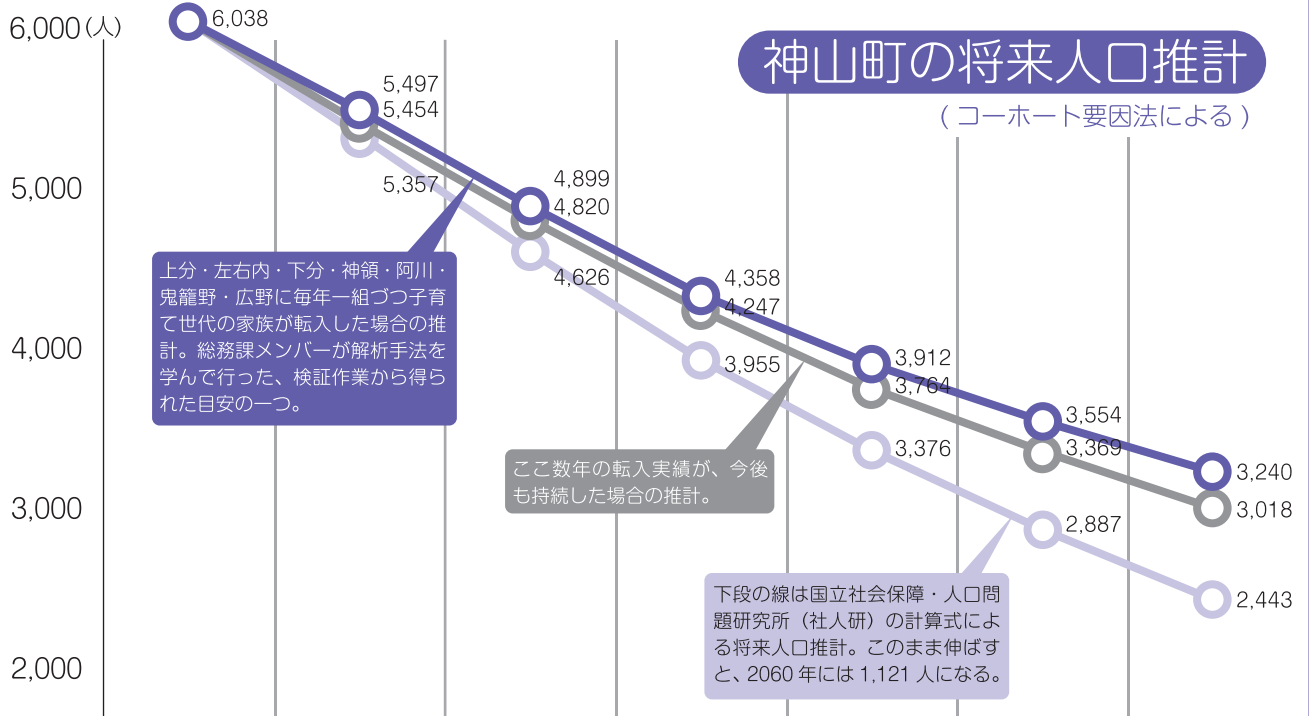 神山町の将来人口推計
( コーホート要因法による )
6,000(人)
5,000
4,000
3,000
2,000
6,038
5,497
5,454
5,357
4,899
4,820
4,626
4,358
4,247
3,955
3,912
3,764
3,376
3,554
3,369
2,887
3,240
3,018
2,443
上分・左右内・下分・神領・阿川・
鬼籠野・広野に毎年一組づつ子育
て世代の家族が転入した場合の推
計。総務課メンバーが解析手法を
学んで行った、検証作業から得ら
れた目安の一つ。
ここ数年の転入実績が、今後
も持続した場合の推計。
下段の線は国立社会保障・人口問
題研究所（社人研）の計算式によ
る将来人口推計。このまま伸ばす
と、2060 年には 1,121 人になる。